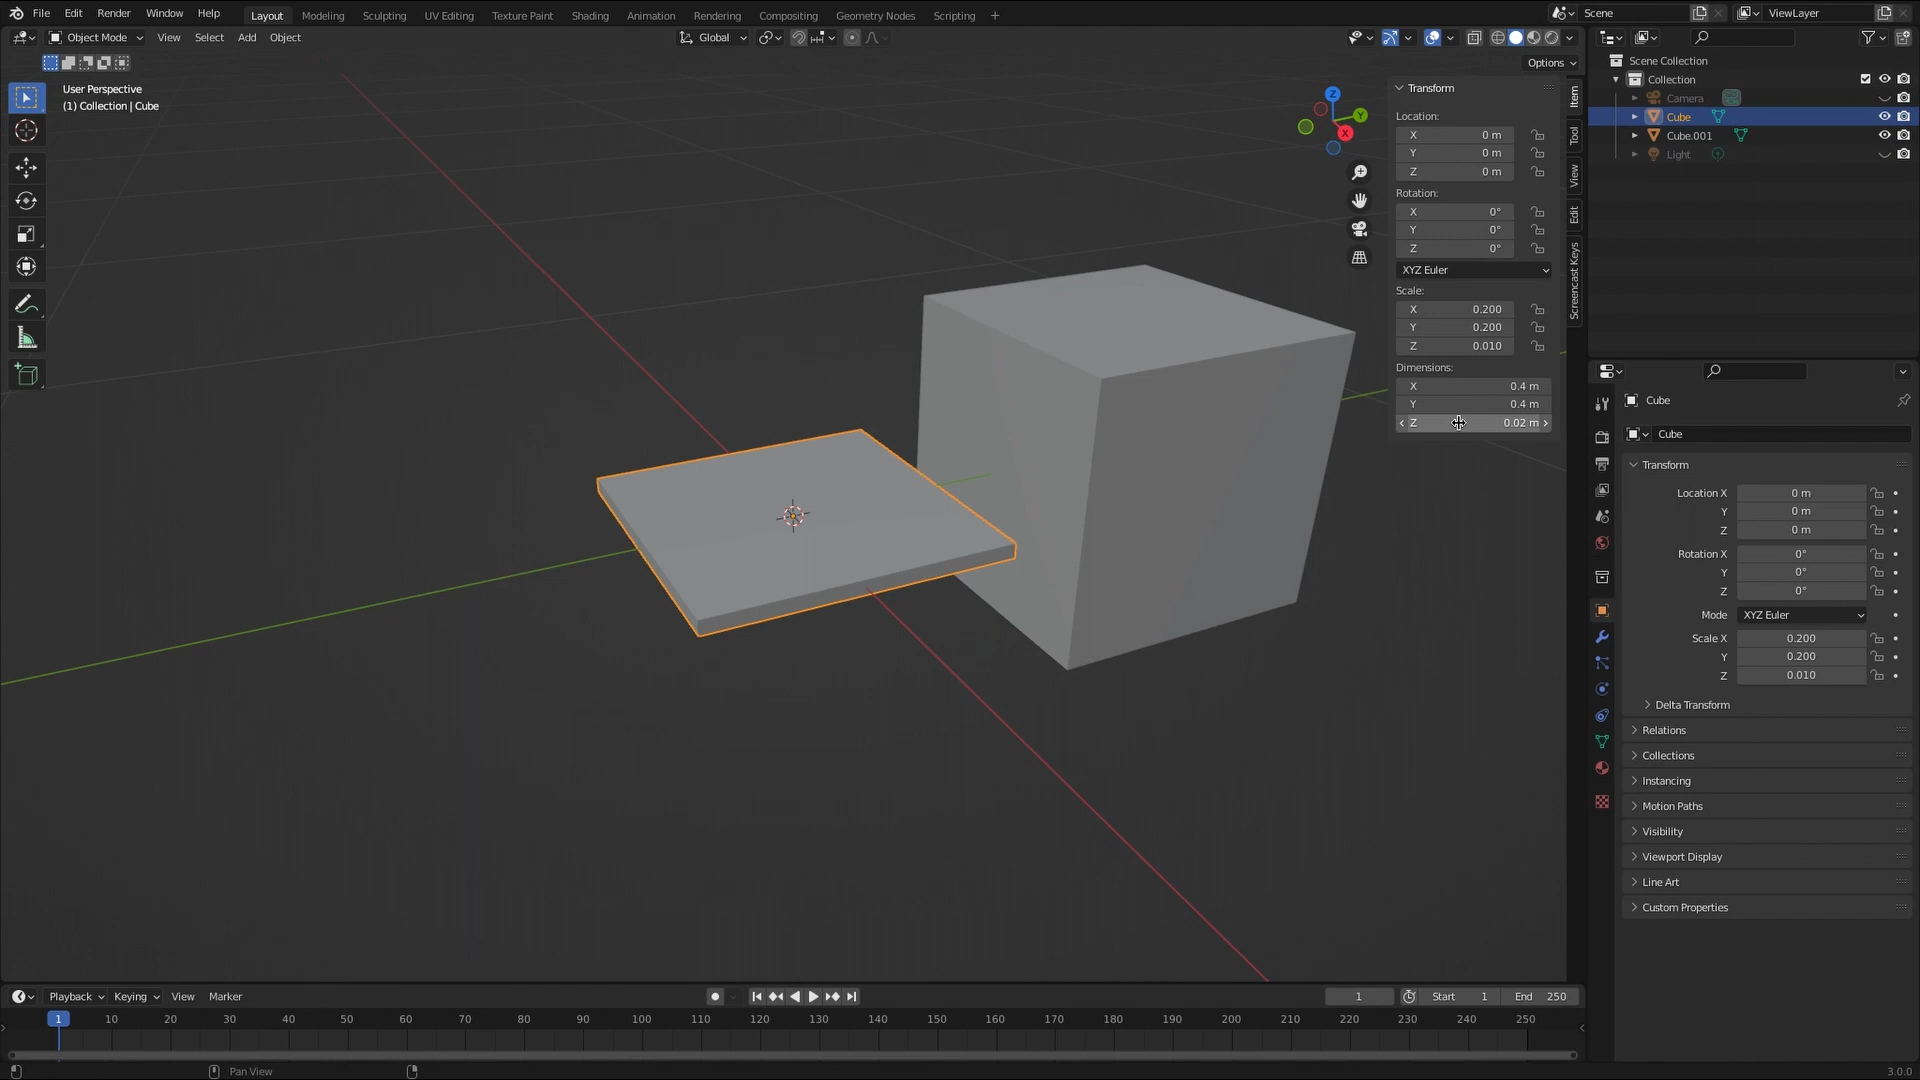 File Edit Render Window Help Layout Modeling Sculpting UV Editing Texture Paint Shading Animation Rendering Compositing Geometry Nodes Scripting +
Scene
ViewLayer
Object Mode View Select Add Object
Global
Options
User Perspective
(1) Collection | Cube
Z
Y
X
Transform
Location:
X 0 m
Y 0 m
Z 0 m
Rotation:
X 0°
Y 0°
Z 0°
XYZ Euler
Scale:
X 0.200
Y 0.200
Z 0.010
Dimensions:
X 0.4 m
Y 0.4 m
Z 0.02 m
Item
Tool
View
Edit
Screencast Keys
Scene Collection
Collection
Camera
Cube
Cube.001
Light
Cube
Cube
Transform
Location X 0 m
Y 0 m
Z 0 m
Rotation X 0°
Y 0°
Z 0°
Mode XYZ Euler
Scale X 0.200
Y 0.200
Z 0.010
Delta Transform
Relations
Collections
Instancing
Motion Paths
Visibility
Viewport Display
Line Art
Custom Properties
Playback Keying View Marker
1
Start 1
End 250
1 10 20 30 40 50 60 70 80 90 100 110 120 130 140 150 160 170 180 190 200 210 220 230 240 250
Pan View
3.0.0